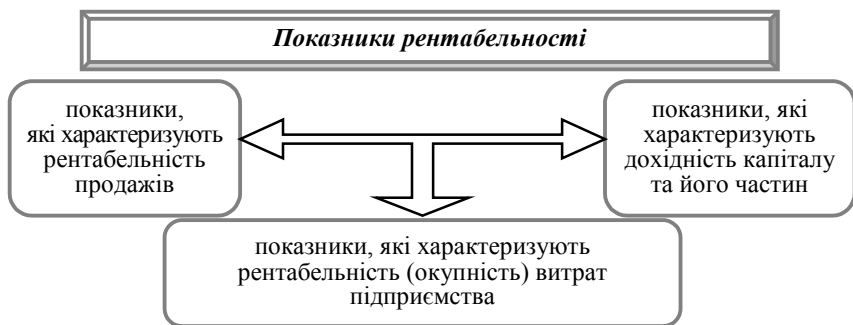 Показники рентабельності
показники,
які характеризують
рентабельність
продажів
показники, які
характеризують
дохідність капіталу
та його частин
показники, які характеризують
рентабельність (окупність) витрат
підприємства